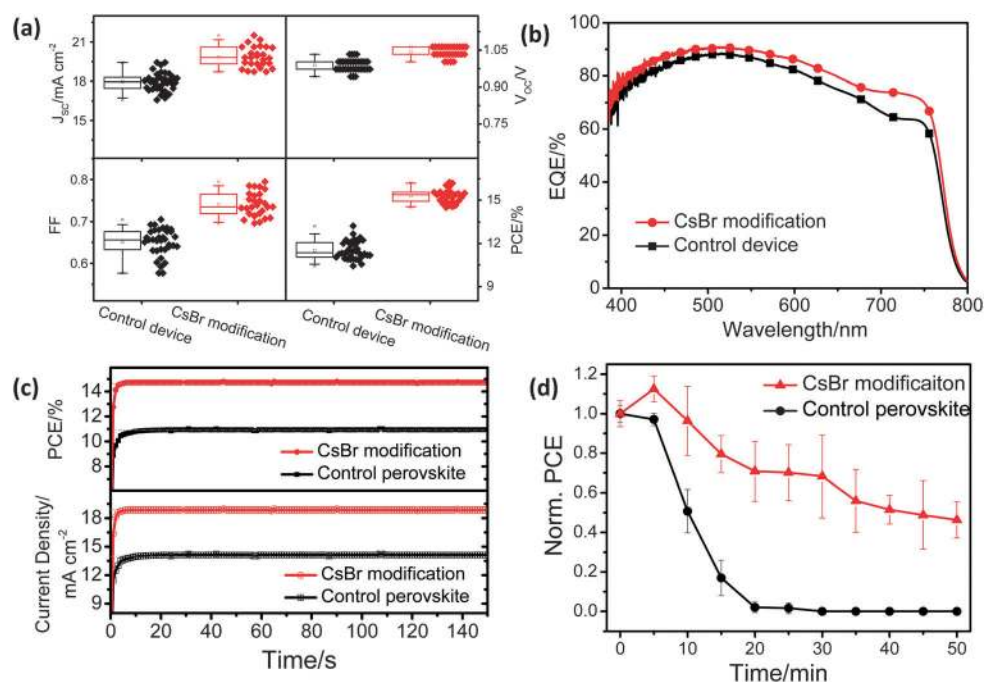 (a)
21
18
15
J_SC/mA cm^-2
1.05
0.90
0.75
V_OC/V
0.8
0.7
0.6
FF
15
12
9
PCE/%
Control device
CsBr modification
Control device
CsBr modification
(b)
100
80
60
40
20
0
EQE/%
CsBr modification
Control device
400
500
600
700
800
Wavelength/nm
(c)
14
11
8
PCE/%
CsBr modification
Control perovskite
18
15
12
9
Current Density/
mA cm^-2
CsBr modification
Control perovskite
0
20
40
60
80
100
120
140
Time/s
(d)
1.2
1.0
0.8
0.6
0.4
0.2
0.0
Norm. PCE
CsBr modificaiton
Control perovskite
0
10
20
30
40
50
Time/min